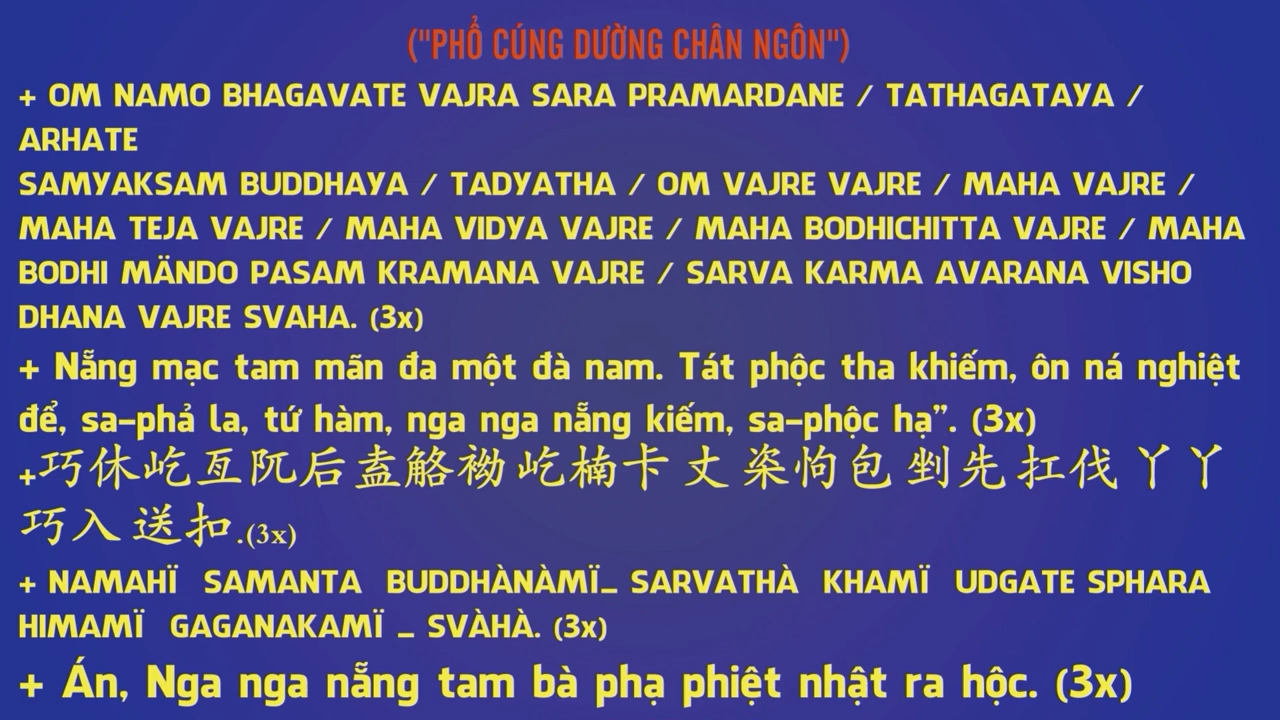 ("PHỔ CÚNG DƯỜNG CHÂN NGÔN")
+ OM NAMO BHAGAVATE VAJRA SARA PRAMARDANE / TATHAGATAYA /
ARHATE
SAMYAKSAM BUDDHAYA / TADYATHA / OM VAJRE VAJRE / MAHA VAJRE /
MAHA TEJA VAJRE / MAHA VIDYA VAJRE / MAHA BODHICHITTA VAJRE / MAHA
BODHI MÄNDO PASAM KRAMANA VAJRE / SARVA KARMA AVARANA VISHO
DHANA VAJRE SVAHA. (3x)
+ Nẵng mạc tam mãn đa một đà nam. Tát phộc tha khiếm, ôn ná nghiệt
để, sa-phả la, tứ hàm, nga nga nẵng kiếm, sa-phộc hạ”. (3x)
+巧休屹亙阢后盍觡袎屹楠卡丈 栥怐包 剉先扛伐 丫丫
巧入送扣.(3x)
+ NAMAHÏ SAMANTA BUDDHÀNÀMÏ_ SARVATHÀ KHAMÏ UDGATE SPHARA
HIMAMÏ GAGANAKAMÏ _ SVÀHÀ. (3x)
+ Án, Nga nga nẵng tam bà phạ phiệt nhật ra hộc. (3x)